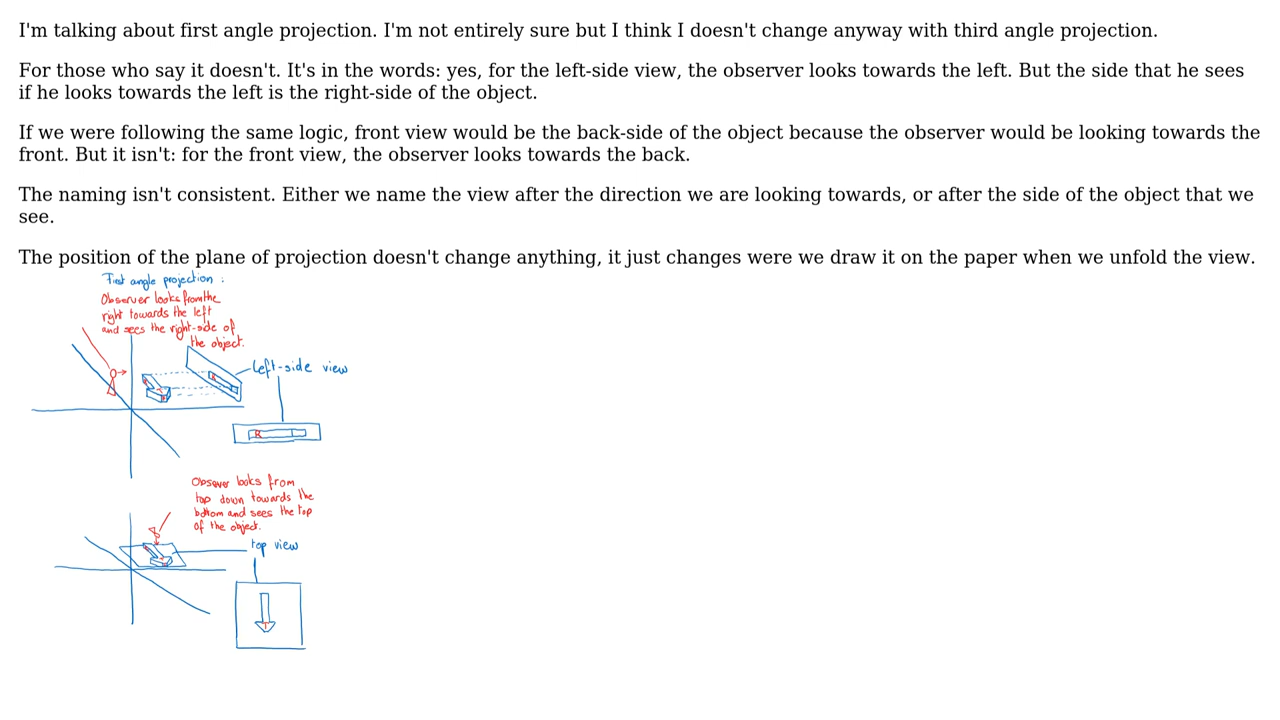 I'm talking about first angle projection. I'm not entirely sure but I think I doesn't change anyway with third angle projection.
For those who say it doesn't. It's in the words: yes, for the left-side view, the observer looks towards the left. But the side that he sees
if he looks towards the left is the right-side of the object.
If we were following the same logic, front view would be the back-side of the object because the observer would be looking towards the
front. But it isn't: for the front view, the observer looks towards the back.
The naming isn't consistent. Either we name the view after the direction we are looking towards, or after the side of the object that we
see.
The position of the plane of projection doesn't change anything, it just changes were we draw it on the paper when we unfold the view.
First angle projection :
Observer looks from the
right towards the left
and sees the right-side of
the object.
Left-side view
R
Observer looks from
top down towards the
bottom and sees the top
of the object.
top view
T